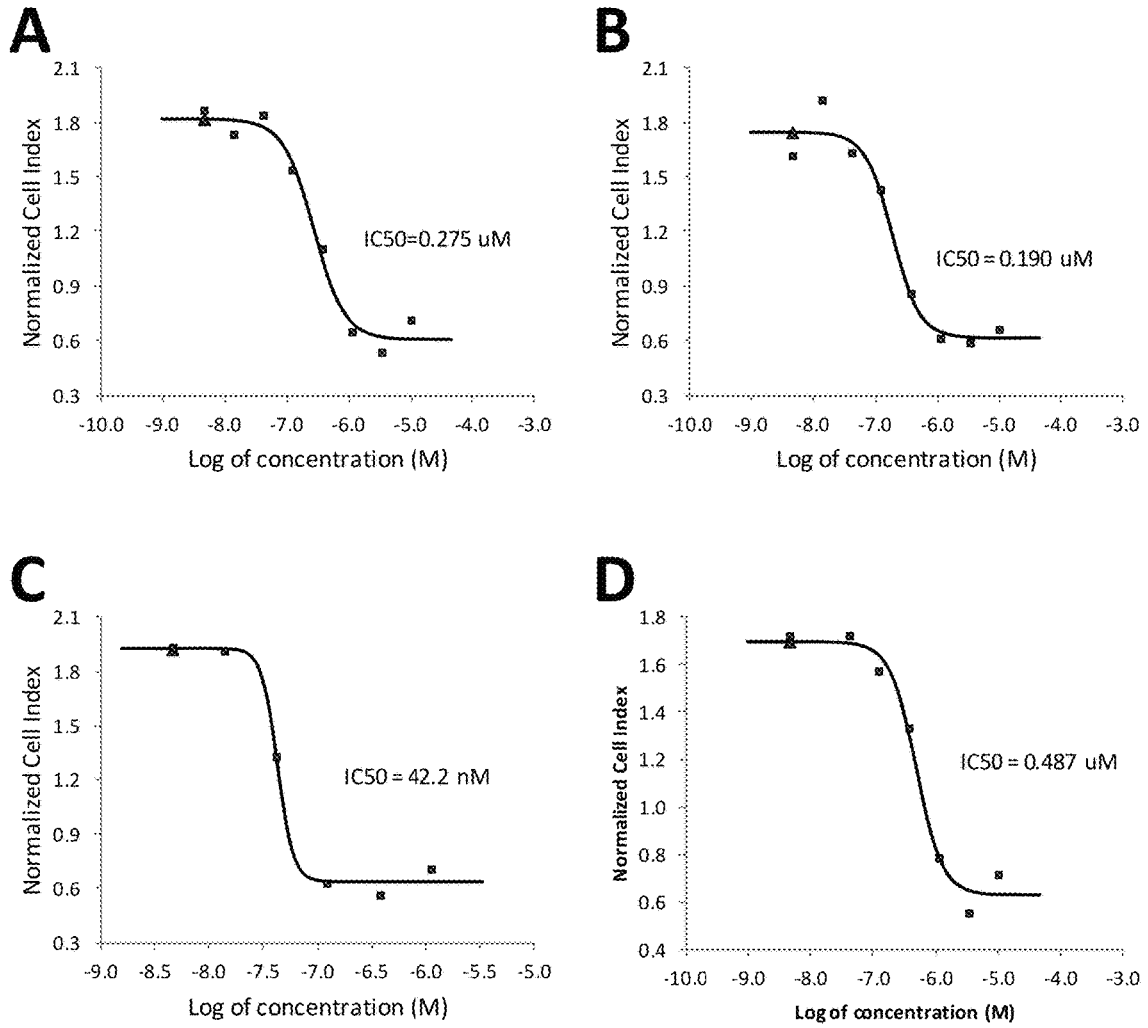 A
2.1
1.8
1.5
1.2
0.9
0.6
0.3
Normalized Cell Index
IC50=0.275 uM
-10.0 -9.0 -8.0 -7.0 -6.0 -5.0 -4.0 -3.0
Log of concentration (M)
B
2.1
1.8
1.5
1.2
0.9
0.6
0.3
Normalized Cell Index
IC50 = 0.190 uM
-10.0 -9.0 -8.0 -7.0 -6.0 -5.0 -4.0 -3.0
Log of concentration (M)
C
2.1
1.8
1.5
1.2
0.9
0.6
0.3
Normalized Cell Index
IC50 = 42.2 nM
-9.0 -8.5 -8.0 -7.5 -7.0 -6.5 -6.0 -5.5 -5.0
Log of concentration (M)
D
1.8
1.6
1.4
1.2
1.0
0.8
0.6
0.4
Normalized Cell Index
IC50 = 0.487 uM
-10.0 -9.0 -8.0 -7.0 -6.0 -5.0 -4.0 -3.0
Log of concentration (M)